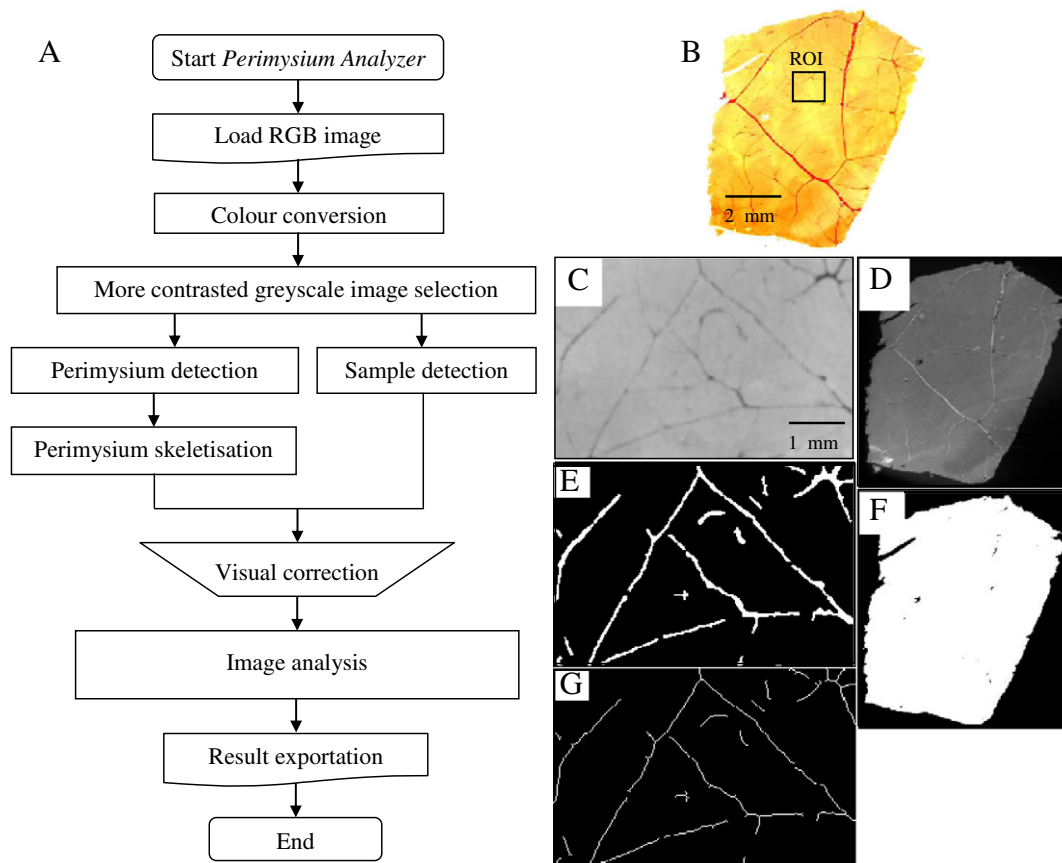 A
Start Perimysium Analyzer
Load RGB image
Colour conversion
More contrasted greyscale image selection
Perimysium detection
Sample detection
Perimysium skeletisation
Visual correction
Image analysis
Result exportation
End
B
ROI
2 mm
C
1 mm
D
E
F
G